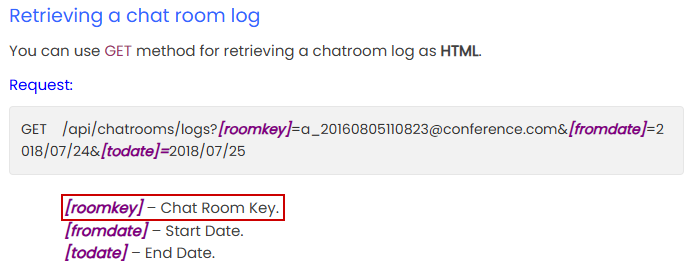 Retrieving a chat room log
You can use GET method for retrieving a chatroom log as HTML.
Request:
GET /api/chatrooms/logs?[roomkey]=a_20160805110823@conference.com&[fromdate]=2
018/07/24&[todate]=2018/07/25
[roomkey] – Chat Room Key.
[fromdate] – Start Date.
[todate] – End Date.